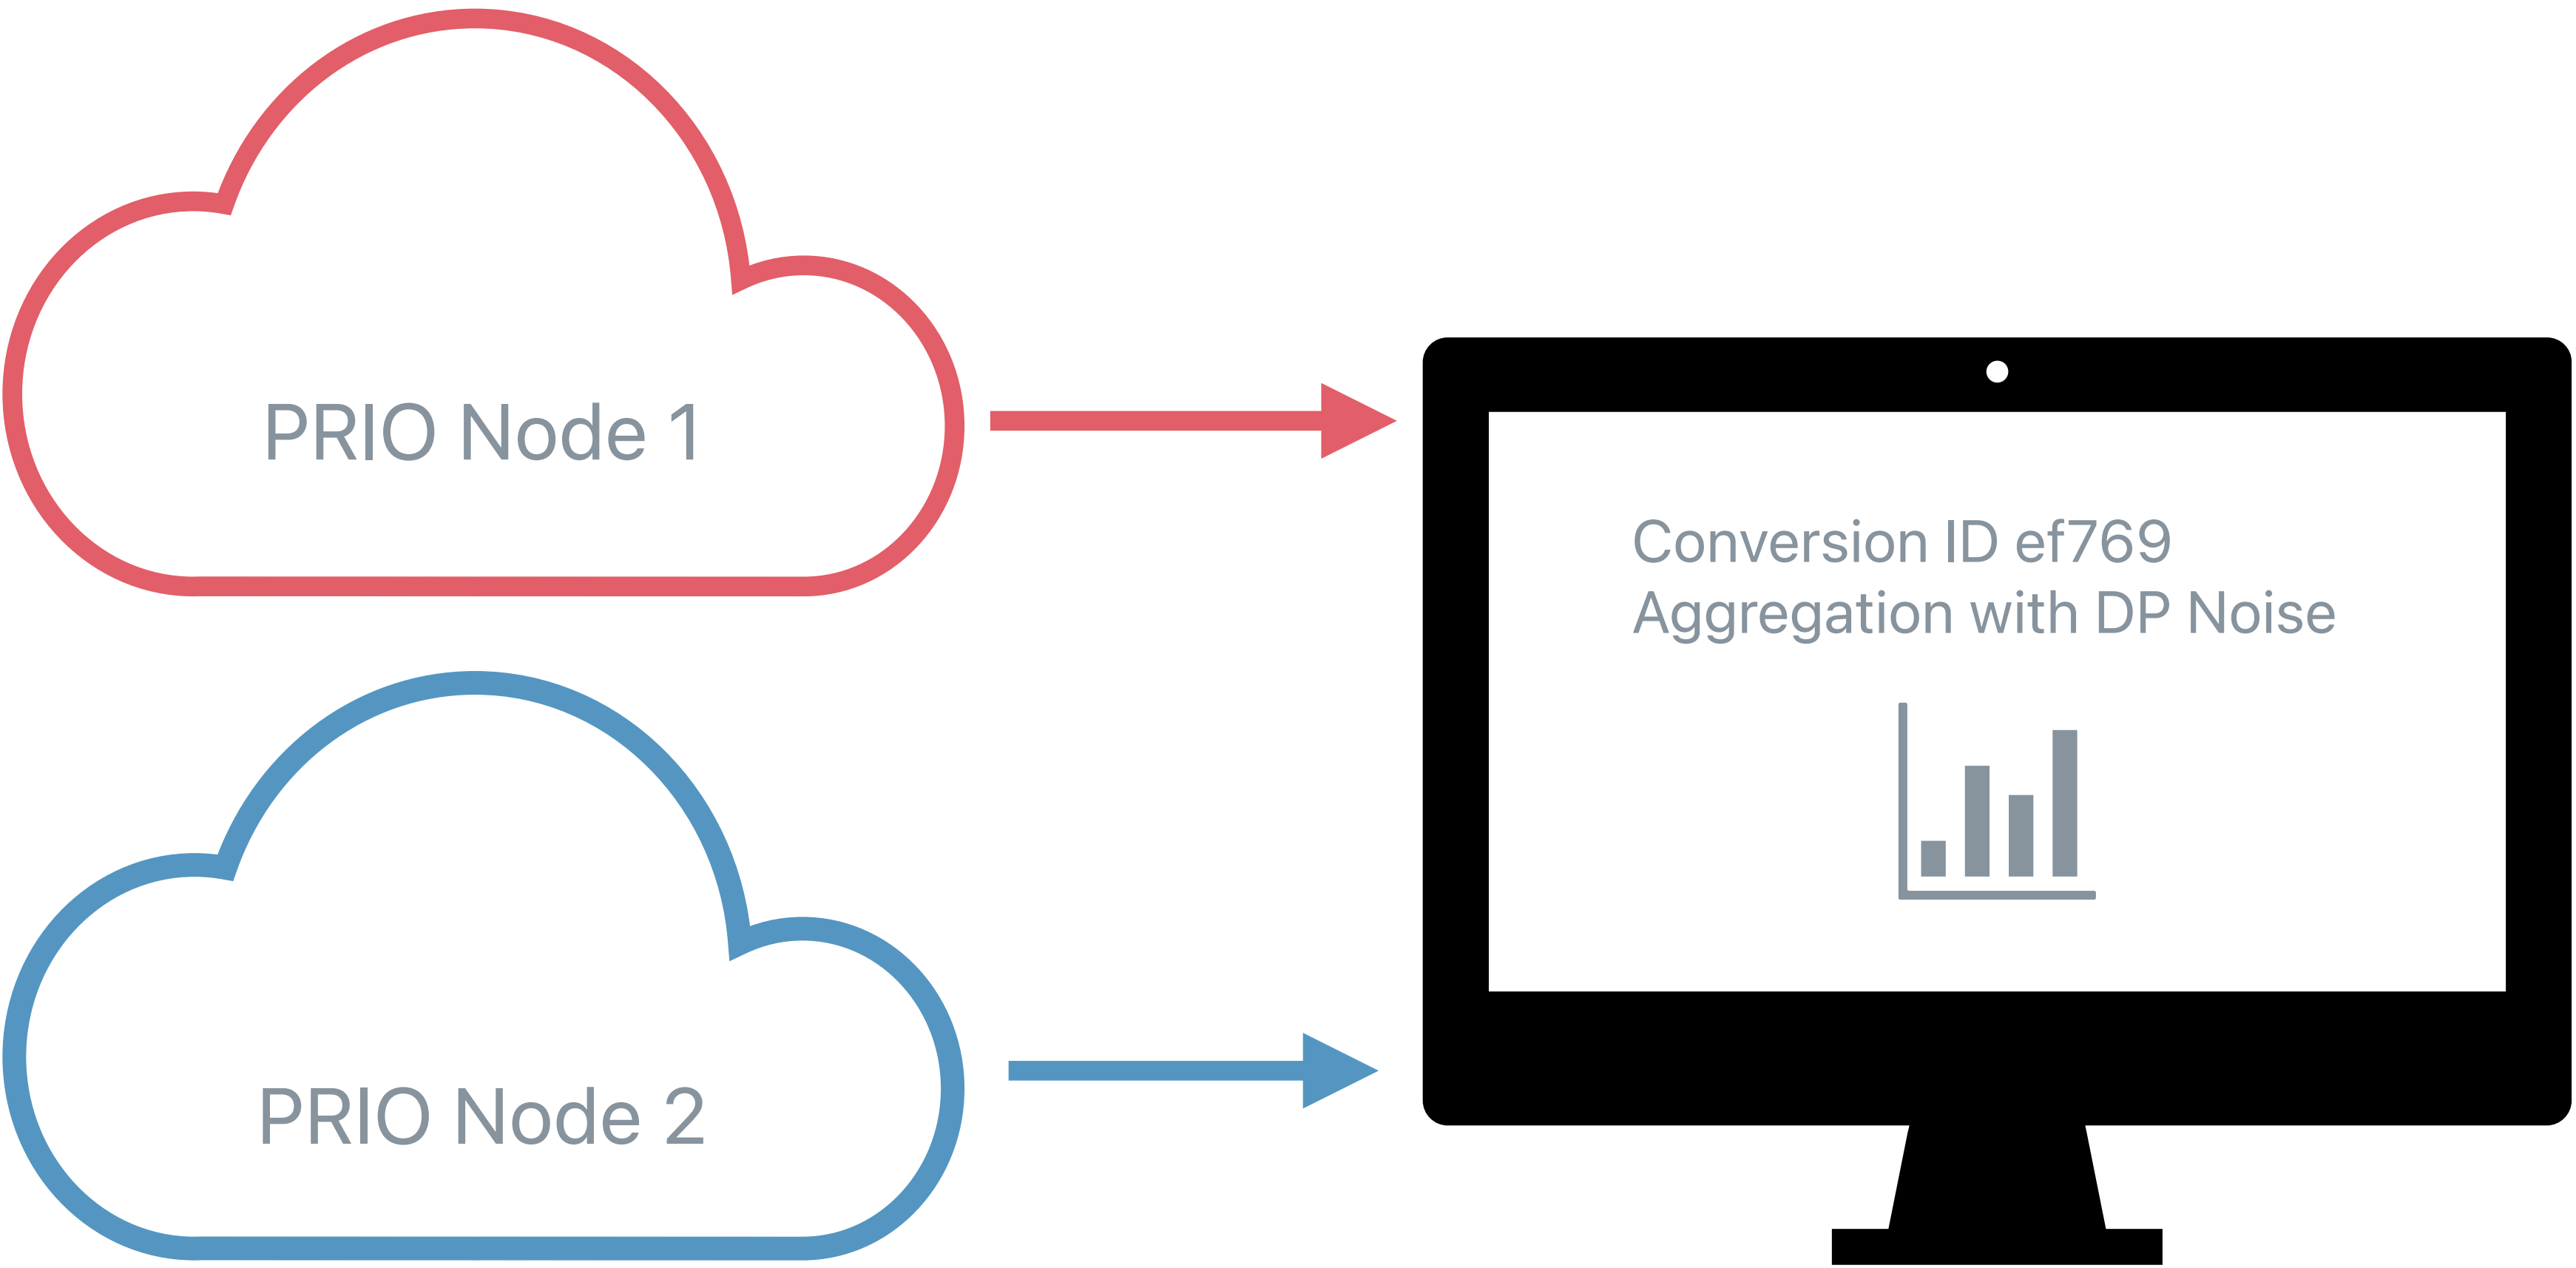 PRIO Node 1
Conversion ID ef769
Aggregation with DP Noise
PRIO Node 2